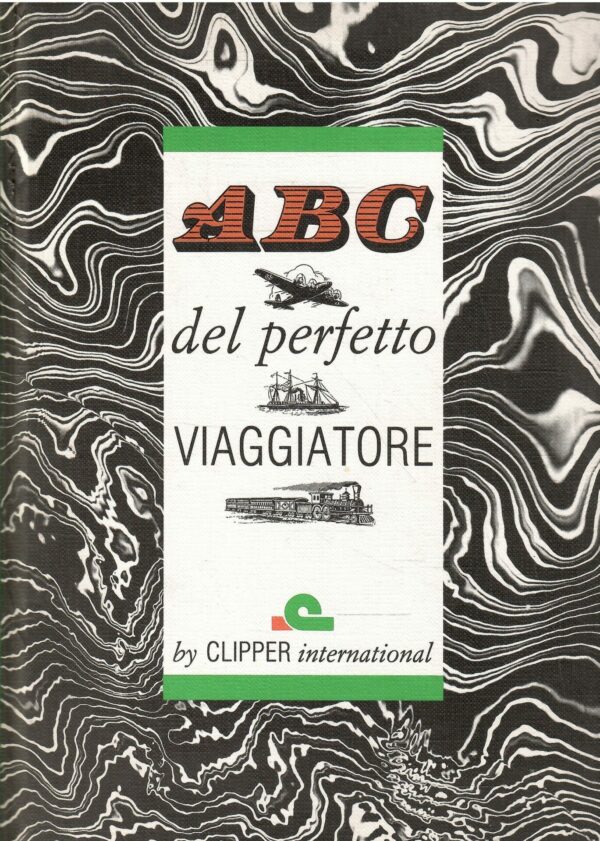 ABC
del perfetto
VIAGGIATORE
by CLIPPER international